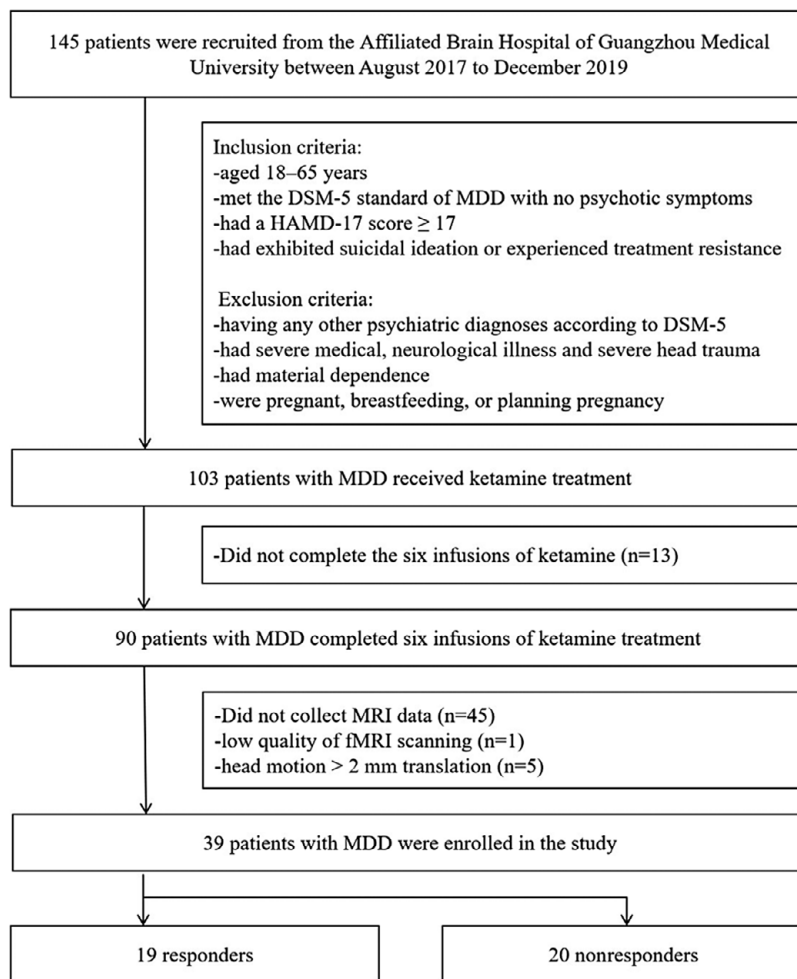 145 patients were recruited from the Affiliated Brain Hospital of Guangzhou Medical
University between August 2017 to December 2019
Inclusion criteria:
-aged 18–65 years
-met the DSM-5 standard of MDD with no psychotic symptoms
-had a HAMD-17 score ≥ 17
-had exhibited suicidal ideation or experienced treatment resistance
Exclusion criteria:
-having any other psychiatric diagnoses according to DSM-5
-had severe medical, neurological illness and severe head trauma
-had material dependence
-were pregnant, breastfeeding, or planning pregnancy
103 patients with MDD received ketamine treatment
-Did not complete the six infusions of ketamine (n=13)
90 patients with MDD completed six infusions of ketamine treatment
-Did not collect MRI data (n=45)
-low quality of fMRI scanning (n=1)
-head motion > 2 mm translation (n=5)
39 patients with MDD were enrolled in the study
19 responders
20 nonresponders